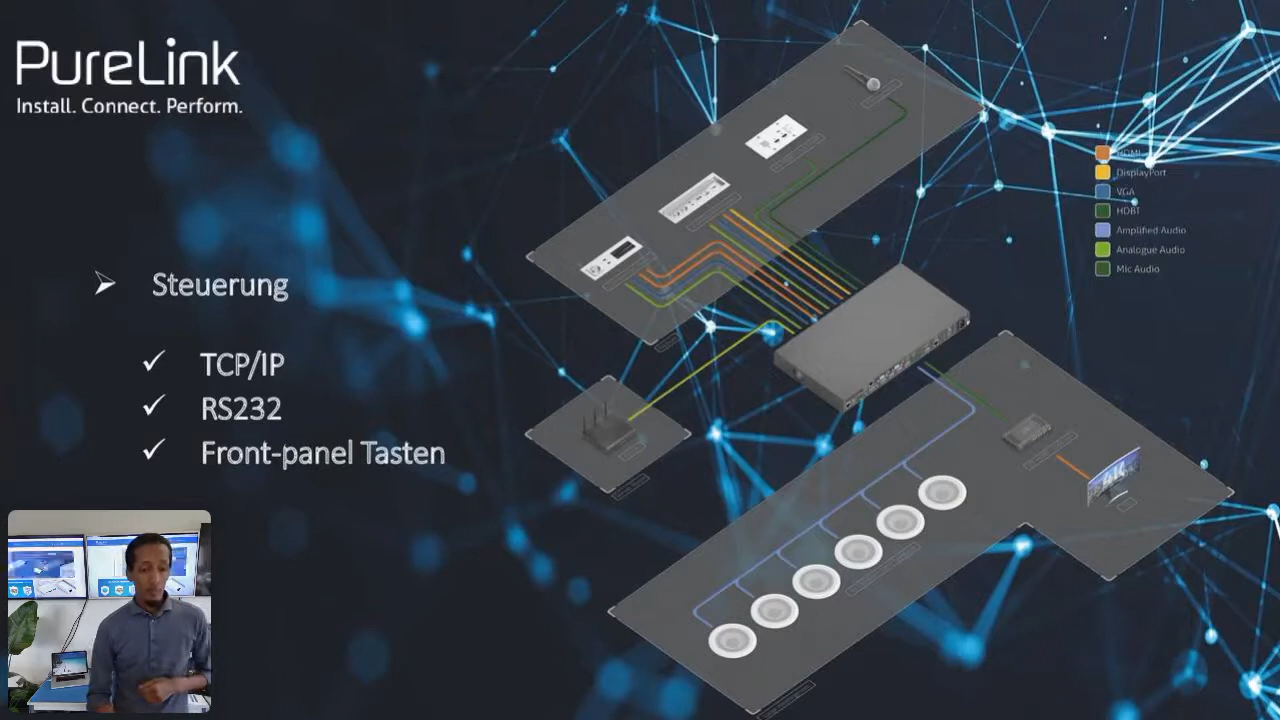 PureLink
Install. Connect. Perform.
Steuerung
TCP/IP
RS232
Front-panel Tasten
HDMI
DisplayPort
VGA
HDBT
Amplified Audio
Analogue Audio
Mic Audio